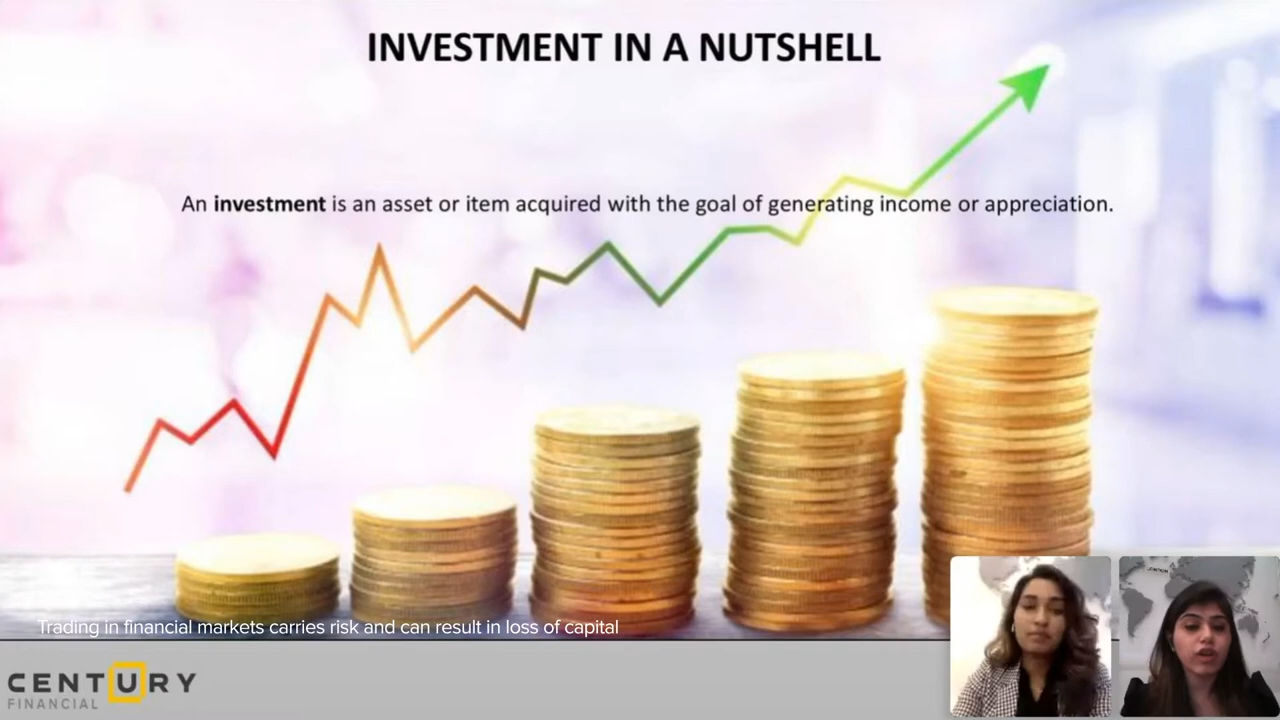 INVESTMENT IN A NUTSHELL
An investment is an asset or item acquired with the goal of generating income or appreciation.
Trading in financial markets carries risk and can result in loss of capital
CENTURY
FINANCIAL